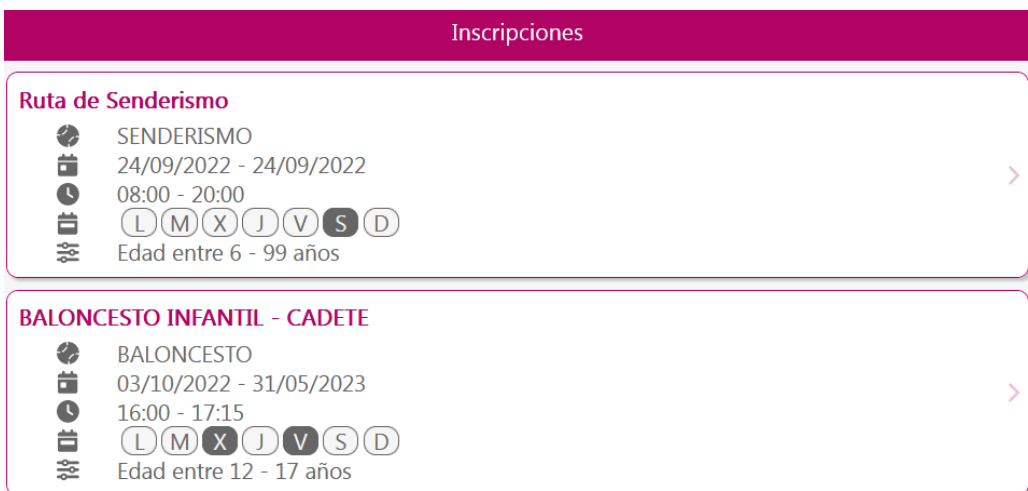 Inscripciones
Ruta de Senderismo
SENDERISMO
24/09/2022 - 24/09/2022
08:00 - 20:00
L M X J V S D
Edad entre 6 - 99 años
BALONCESTO INFANTIL - CADETE
BALONCESTO
03/10/2022 - 31/05/2023
16:00 - 17:15
L M X J V S D
Edad entre 12 - 17 años